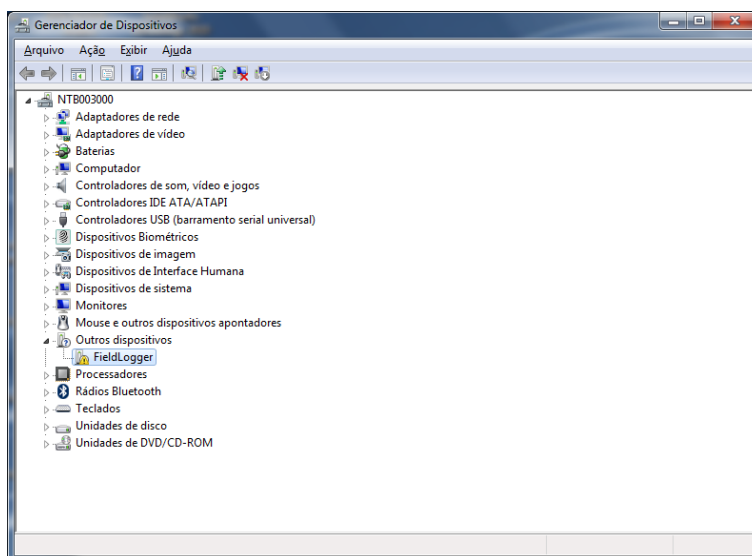 Gerenciador de Dispositivos
Arquivo Ação Exibir Ajuda
NTB003000
Adaptadores de rede
Adaptadores de vídeo
Baterias
Computador
Controladores de som, vídeo e jogos
Controladores IDE ATA/ATAPI
Controladores USB (barramento serial universal)
Dispositivos Biométricos
Dispositivos de imagem
Dispositivos de Interface Humana
Dispositivos de sistema
Monitores
Mouse e outros dispositivos apontadores
Outros dispositivos
FieldLogger
Processadores
Rádios Bluetooth
Teclados
Unidades de disco
Unidades de DVD/CD-ROM